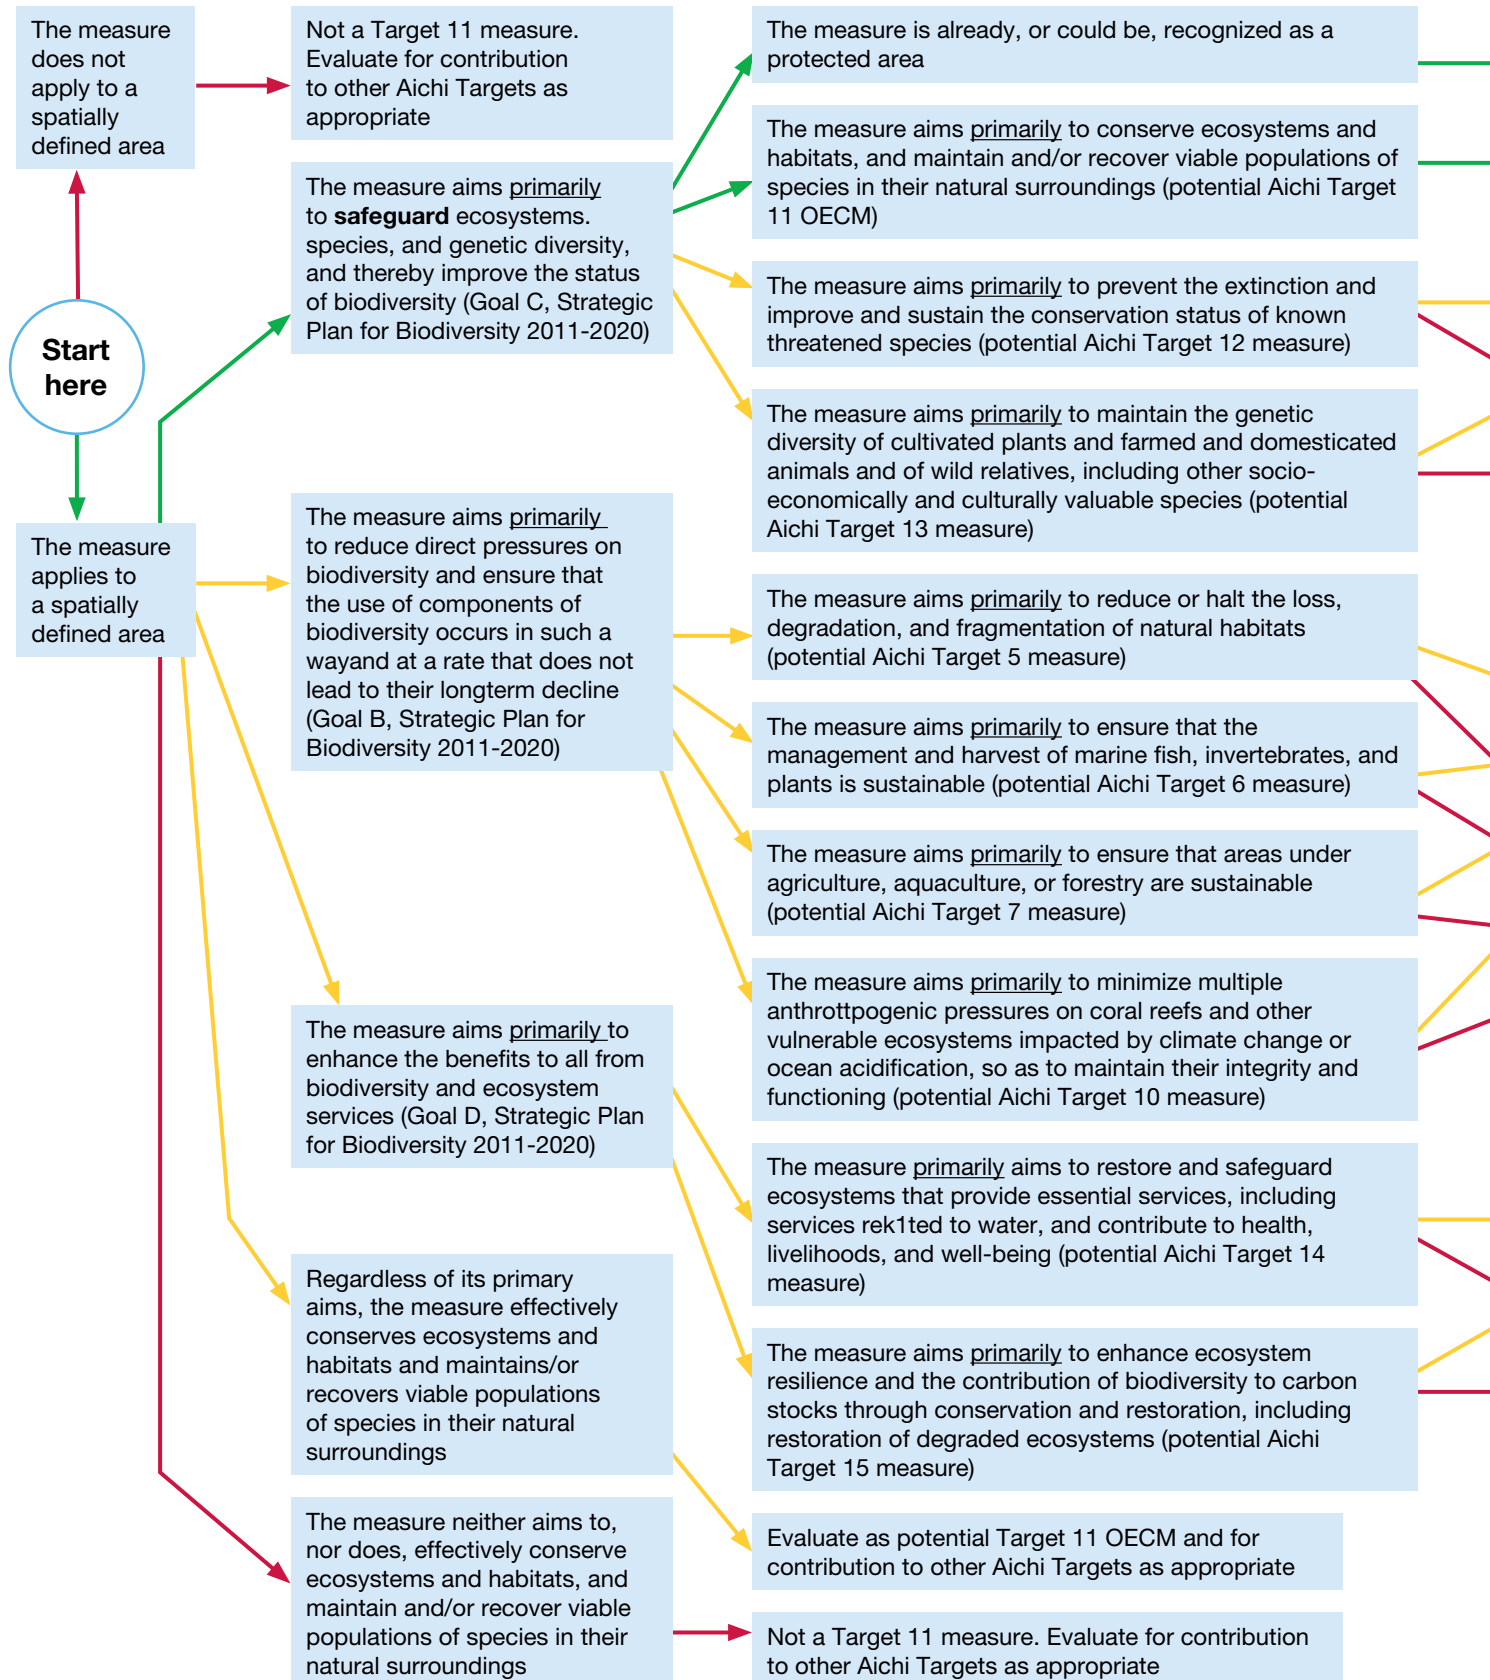 The measure
does not
apply to a
spatially
defined area
Not a Target 11 measure.
Evaluate for contribution
to other Aichi Targets as
appropriate
The measure is already, or could be, recognized as a
protected area
The measure aims primarily to conserve ecosystems and
habitats, and maintain and/or recover viable populations of
species in their natural surroundings (potential Aichi Target
11 OECM)
The measure aims primarily
to safeguard ecosystems.
species, and genetic diversity,
and thereby improve the status
of biodiversity (Goal C, Strategic
Plan for Biodiversity 2011-2020)
The measure aims primarily to prevent the extinction and
improve and sustain the conservation status of known
threatened species (potential Aichi Target 12 measure)
Start
here
The measure aims primarily to maintain the genetic
diversity of cultivated plants and farmed and domesticated
animals and of wild relatives, including other socio-
economically and culturally valuable species (potential
Aichi Target 13 measure)
The measure
applies to
a spatially
defined area
The measure aims primarily
to reduce direct pressures on
biodiversity and ensure that
the use of components of
biodiversity occurs in such a
wayand at a rate that does not
lead to their longterm decline
(Goal B, Strategic Plan for
Biodiversity 2011-2020)
The measure aims primarily to reduce or halt the loss,
degradation, and fragmentation of natural habitats
(potential Aichi Target 5 measure)
The measure aims primarily to ensure that the
management and harvest of marine fish, invertebrates, and
plants is sustainable (potential Aichi Target 6 measure)
The measure aims primarily to ensure that areas under
agriculture, aquaculture, or forestry are sustainable
(potential Aichi Target 7 measure)
The measure aims primarily to minimize multiple
anthrottpogenic pressures on coral reefs and other
vulnerable ecosystems impacted by climate change or
ocean acidification, so as to maintain their integrity and
functioning (potential Aichi Target 10 measure)
The measure aims primarily to
enhance the benefits to all from
biodiversity and ecosystem
services (Goal D, Strategic Plan
for Biodiversity 2011-2020)
The measure primarily aims to restore and safeguard
ecosystems that provide essential services, including
services rek1ted to water, and contribute to health,
livelihoods, and well-being (potential Aichi Target 14
measure)
Regardless of its primary
aims, the measure effectively
conserves ecosystems and
habitats and maintains/or
recovers viable populations
of species in their natural
surroundings
The measure aims primarily to enhance ecosystem
resilience and the contribution of biodiversity to carbon
stocks through conservation and restoration, including
restoration of degraded ecosystems (potential Aichi
Target 15 measure)
The measure neither aims to,
nor does, effectively conserve
ecosystems and habitats, and
maintain and/or recover viable
populations of species in their
natural surroundings
Evaluate as potential Target 11 OECM and for
contribution to other Aichi Targets as appropriate
Not a Target 11 measure. Evaluate for contribution
to other Aichi Targets as appropriate